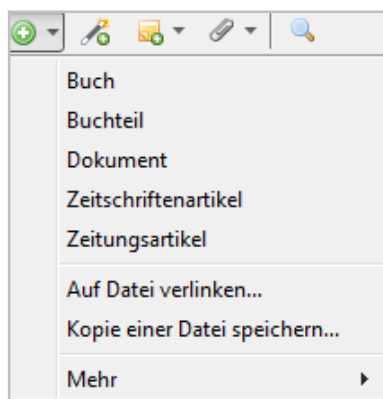 Buch
Buchteil
Dokument
Zeitschriftenartikel
Zeitungsartikel
Auf Datei verlinken...
Kopie einer Datei speichern...
Mehr